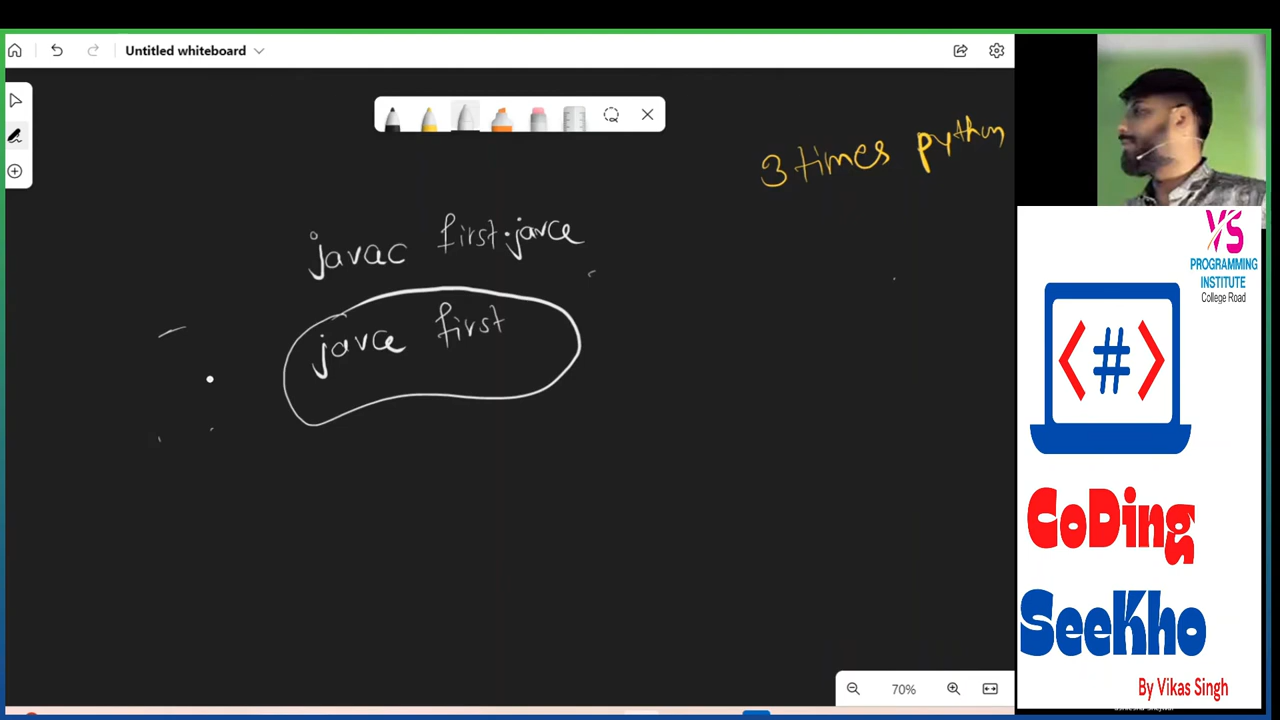 Untitled whiteboard
3 times python
javac first.java
java first
70%
VS
PROGRAMMING
INSTITUTE
College Road
<#>
CoDing
SeeKho
By Vikas Singh